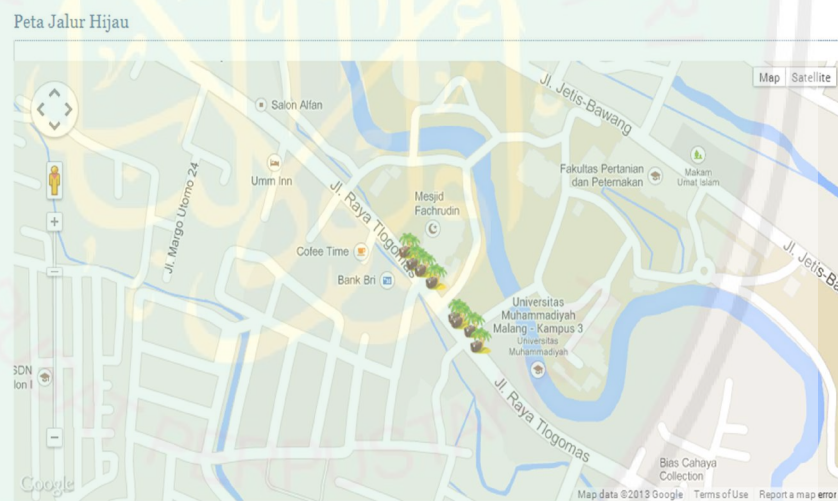 Peta Jalur Hijau
Map Satellite
Jl. Jetis-Bawang
Salon Alfan
Umm Inn
Jl. Margo Utomo 24
Jl. Raya Tlogomas
Mesjid
Fachrudin
Fakultas Pertanian
dan Peternakan
Makam
Umat islam
Cofee Time
Bank Bri
Jl. Jetis-Ba
Universitas
Muhammadiyah
Malang - Kampus 3
Universitas
Muhammadiyah
SDN
lon I
Jl. Raya Tlogomas
Bias Cahaya
Collection
Google
Map data ©2013 Google Terms of Use Report a map error